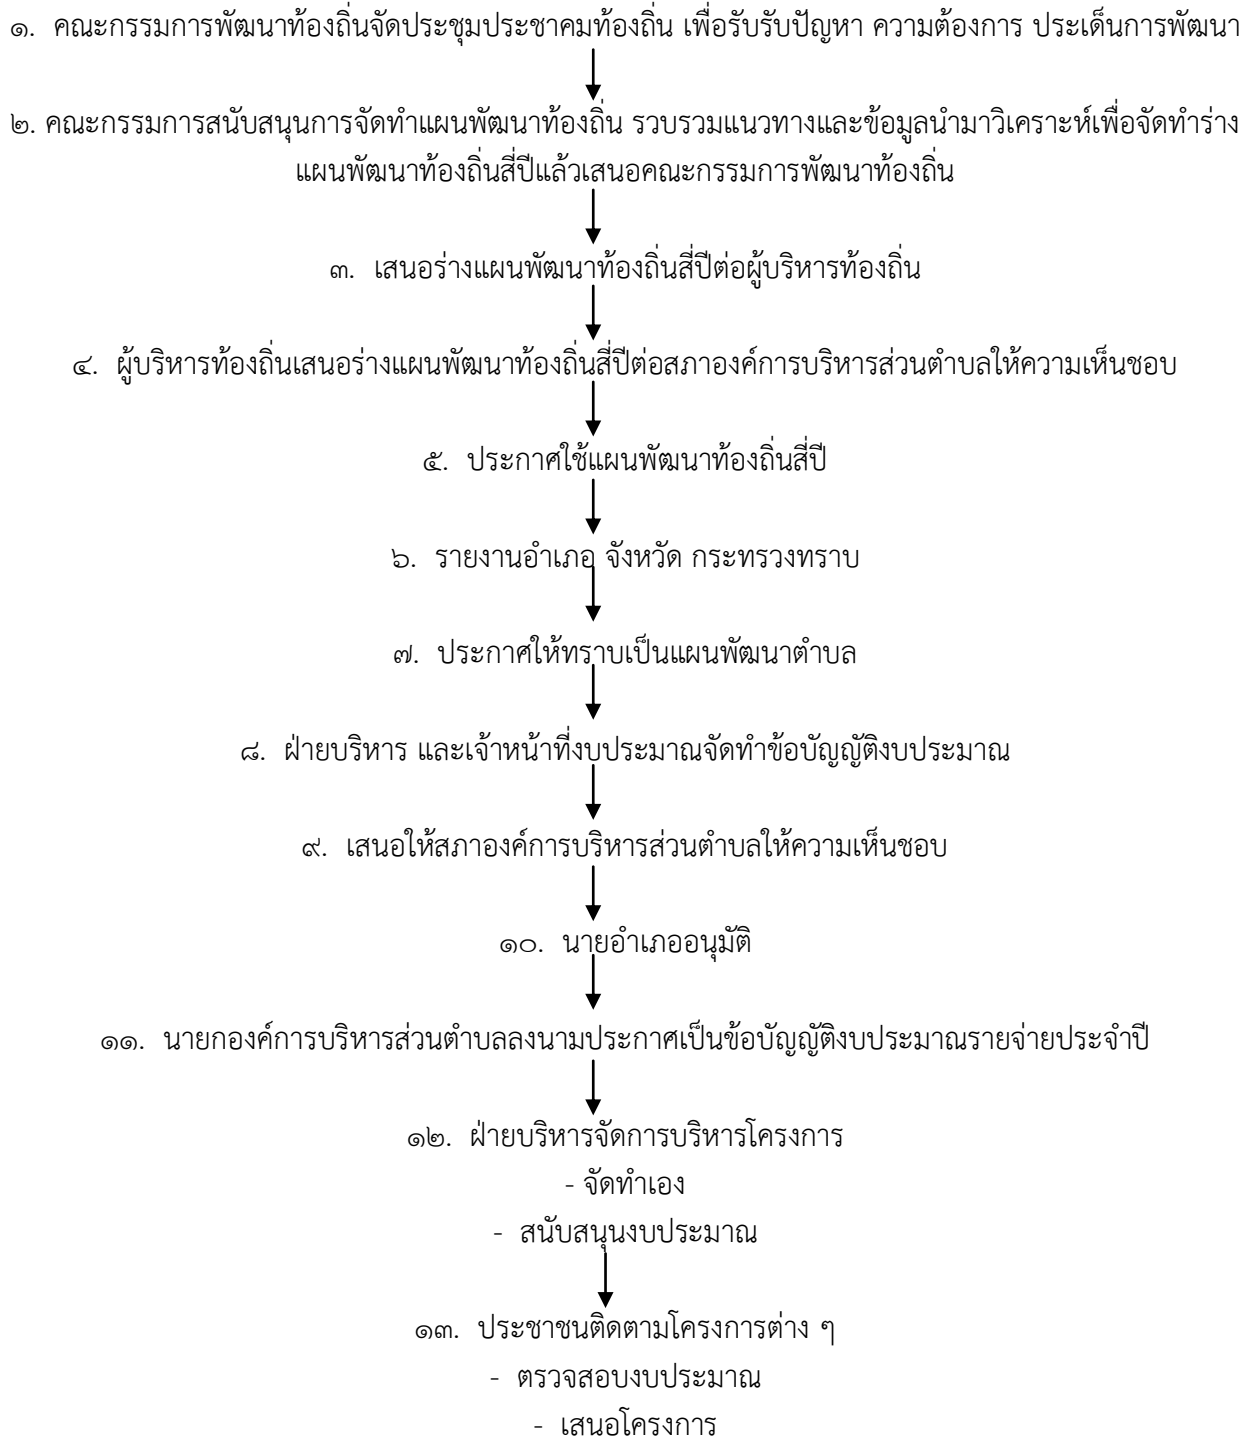 ๑. คณะกรรมการพัฒนาท้องถิ่นจัดประชุมประชาคมท้องถิ่น เพื่อรับรับปัญหา ความต้องการ ประเด็นการพัฒนา
๒. คณะกรรมการสนับสนุนการจัดทำแผนพัฒนาท้องถิ่น รวบรวมแนวทางและข้อมูลนำมาวิเคราะห์เพื่อจัดทำร่าง
แผนพัฒนาท้องถิ่นสี่ปีแล้วเสนอคณะกรรมการพัฒนาท้องถิ่น
๓. เสนอร่างแผนพัฒนาท้องถิ่นสี่ปีต่อผู้บริหารท้องถิ่น
๔. ผู้บริหารท้องถิ่นเสนอร่างแผนพัฒนาท้องถิ่นสี่ปีต่อสภาองค์การบริหารส่วนตำบลให้ความเห็นชอบ
๕. ประกาศใช้แผนพัฒนาท้องถิ่นสี่ปี
๖. รายงานอำเภอ จังหวัด กระทรวงทราบ
๗. ประกาศให้ทราบเป็นแผนพัฒนาตำบล
๘. ฝ่ายบริหาร และเจ้าหน้าที่งบประมาณจัดทำข้อบัญญัติงบประมาณ
๙. เสนอให้สภาองค์การบริหารส่วนตำบลให้ความเห็นชอบ
๑๐. นายอำเภออนุมัติ
๑๑. นายกองค์การบริหารส่วนตำบลลงนามประกาศเป็นข้อบัญญัติงบประมาณรายจ่ายประจำปี
๑๒. ฝ่ายบริหารจัดการบริหารโครงการ
- จัดทำเอง
- สนับสนุนงบประมาณ
๑๓. ประชาชนติดตามโครงการต่าง ๆ
- ตรวจสอบงบประมาณ
- เสนอโครงการ